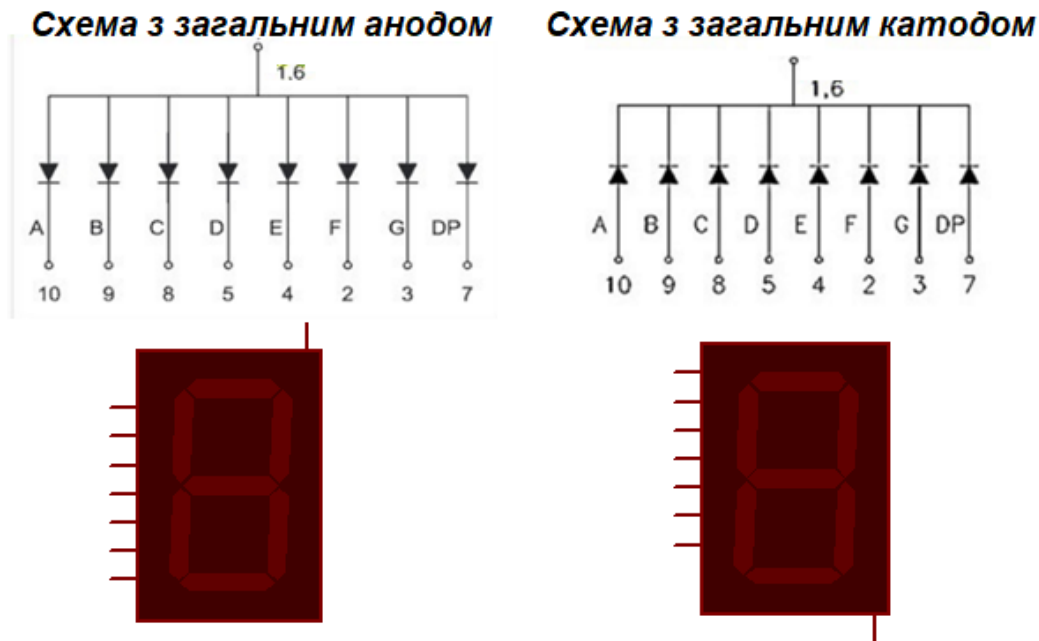 Схема з загальним анодом
Схема з загальним катодом
1.6
1,6
A B C D E F G DP
10 9 8 5 4 2 3 7
A B C D E F G DP
10 9 8 5 4 2 3 7